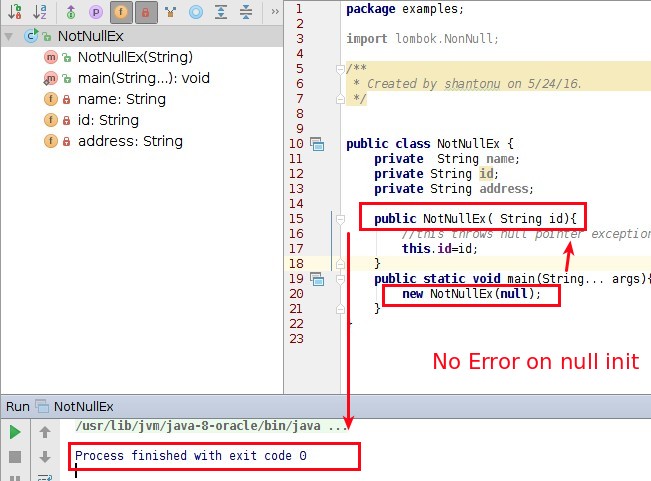 NotNullEx
NotNullEx(String)
main(String...): void
name: String
id: String
address: String
1 package examples;
2
3 import lombok.NonNull;
4
5 /**
6 * Created by shantonu on 5/24/16.
7 */
8
9
10 public class NotNullEx {
11 private String name;
12 private String id;
13 private String address;
14
15 public NotNullEx( String id){
16 //this throws null pointer exception
17 this.id=id;
18 }
19 public static void main(String... args){
20 new NotNullEx(null);
21 }
22 }
23
No Error on null init
Run NotNullEx
/usr/lib/jvm/java-8-oracle/bin/java ...
Process finished with exit code 0